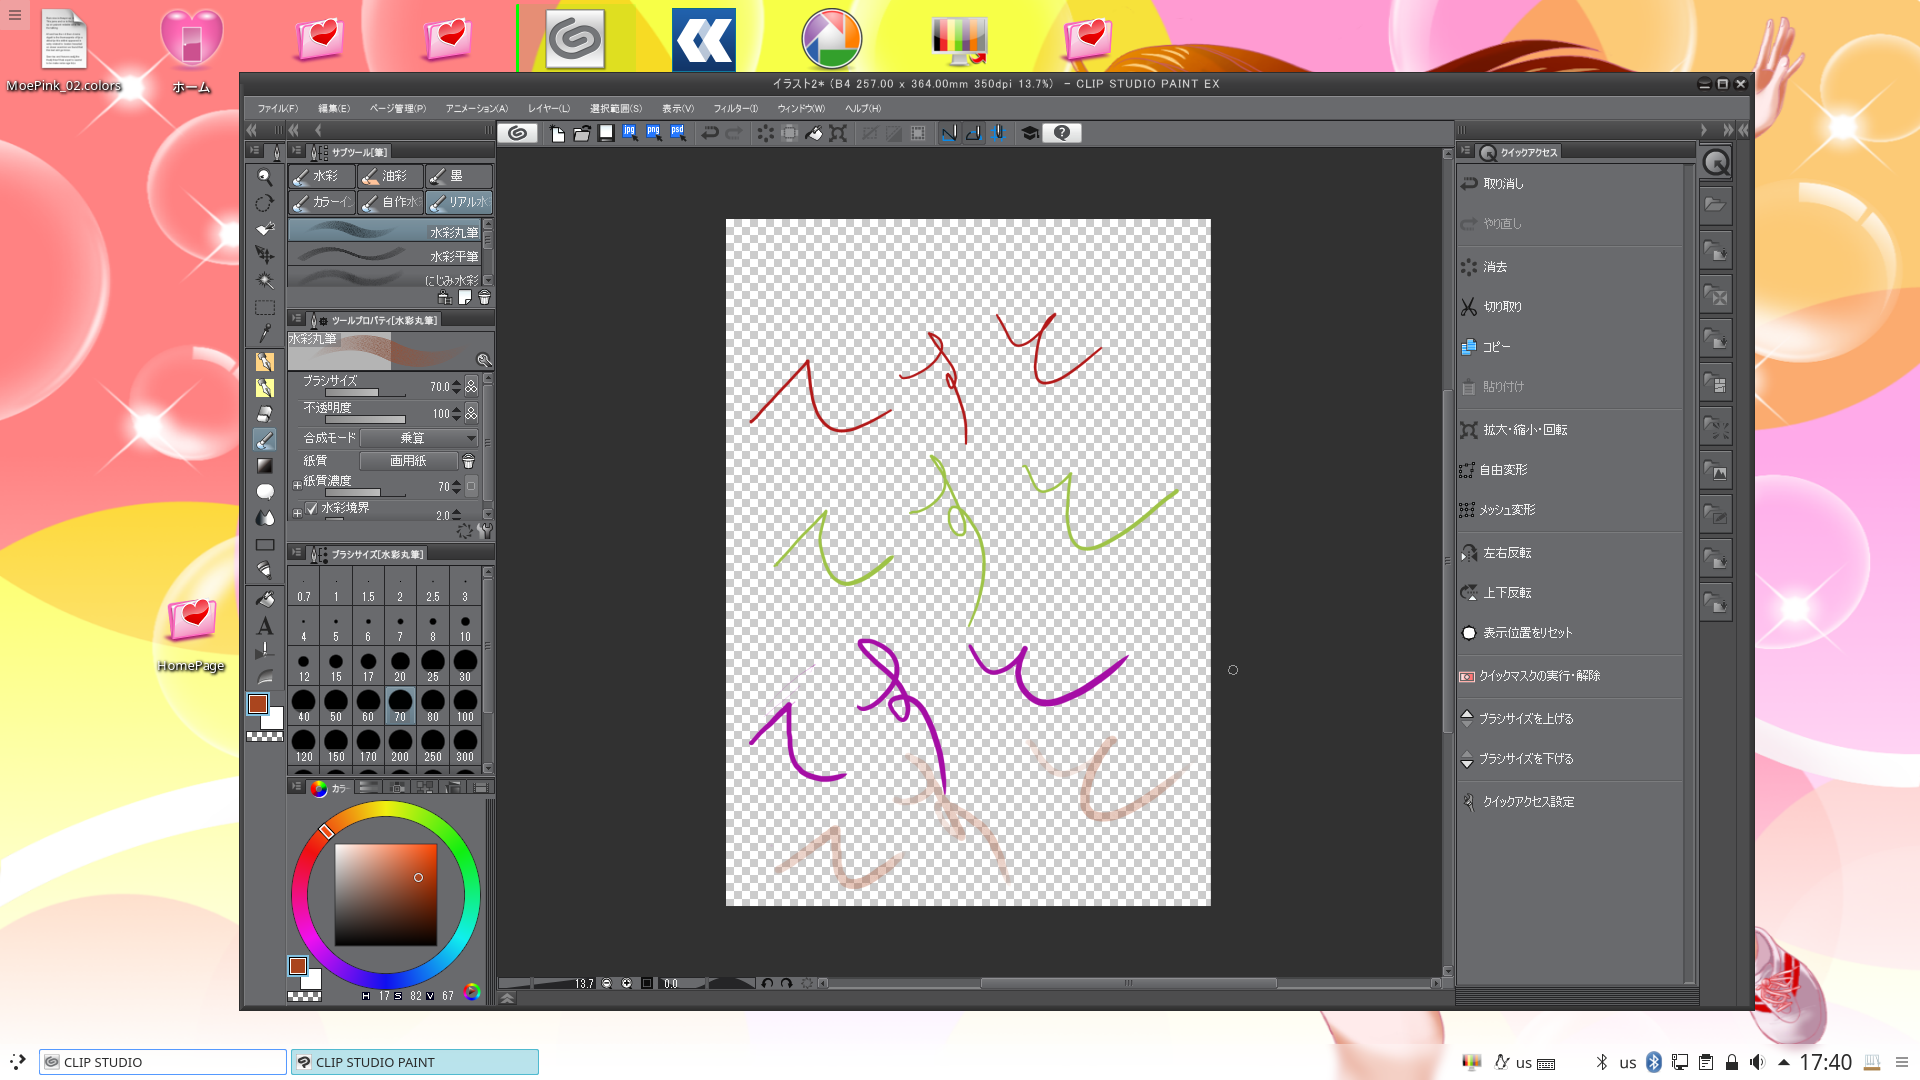 MoePink_02.colors
ホーム
HomePage
イラスト2* (B4 257.00 x 364.00mm 350dpi 13.7%) - CLIP STUDIO PAINT EX
ファイル(F) 編集(E) ページ管理(P) アニメーション(A) レイヤー(L) 選択範囲(S) 表示(V) フィルター(I) ウィンドウ(W) ヘルプ(H)
jpg png psd
サブツール[筆]
水彩 油彩 墨
カラーイ 自作水 リアル水
水彩丸筆
水彩平筆
にじみ水彩
ツールプロパティ[水彩丸筆]
水彩丸筆
ブラシサイズ 70.0
不透明度 100
合成モード 乗算
紙質 画用紙
紙質濃度 70
水彩境界 2.0
ブラシサイズ[水彩丸筆]
0.7 1 1.5 2 2.5 3
4 5 6 7 8 10
12 15 17 20 25 30
40 50 60 70 80 100
120 150 170 200 250 300
カラー
H 17 S 82 V 67
13.7 0.0
クイックアクセス
取り消し
やり直し
消去
切り取り
コピー
貼り付け
拡大・縮小・回転
自由変形
メッシュ変形
左右反転
上下反転
表示位置をリセット
クイックマスクの実行・解除
ブラシサイズを上げる
ブラシサイズを下げる
クイックアクセス設定
CLIP STUDIO
CLIP STUDIO PAINT
us us 17:40